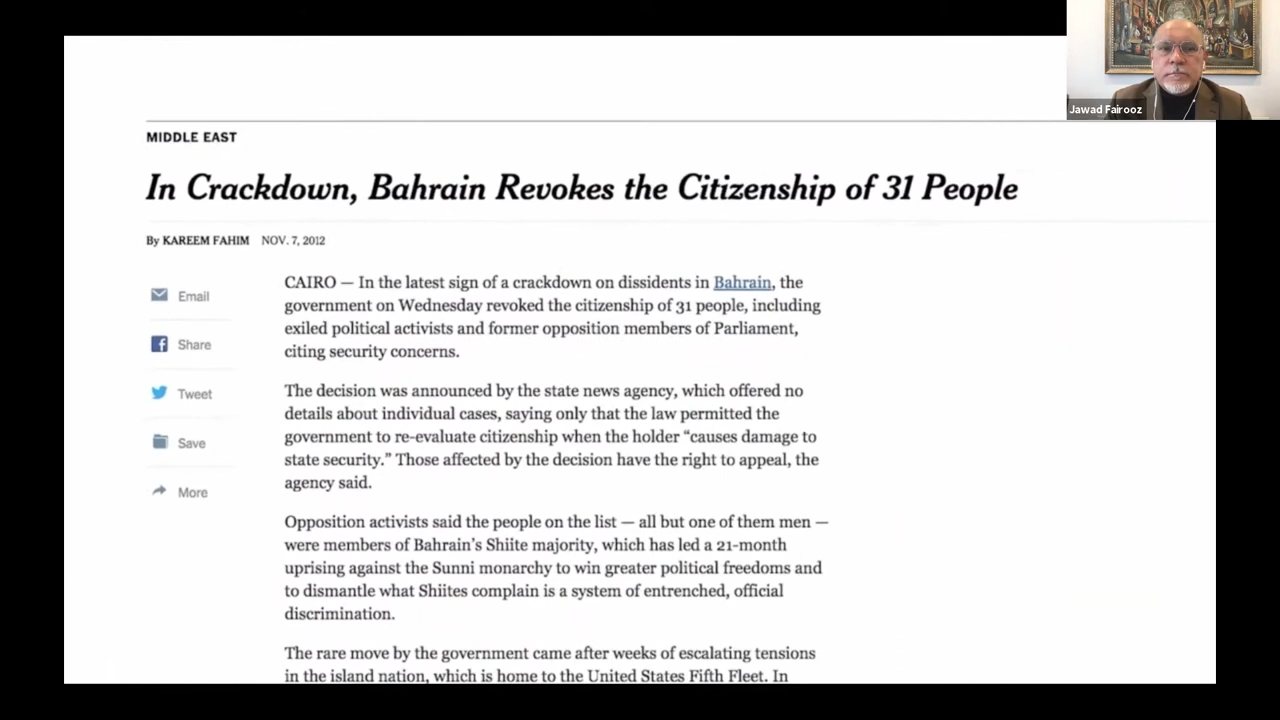 Jawad Fairooz
MIDDLE EAST
In Crackdown, Bahrain Revokes the Citizenship of 31 People
By KAREEM FAHIM NOV. 7, 2012
Email
Share
Tweet
Save
More
CAIRO — In the latest sign of a crackdown on dissidents in Bahrain, the
government on Wednesday revoked the citizenship of 31 people, including
exiled political activists and former opposition members of Parliament,
citing security concerns.
The decision was announced by the state news agency, which offered no
details about individual cases, saying only that the law permitted the
government to re-evaluate citizenship when the holder “causes damage to
state security.” Those affected by the decision have the right to appeal, the
agency said.
Opposition activists said the people on the list — all but one of them men —
were members of Bahrain’s Shiite majority, which has led a 21-month
uprising against the Sunni monarchy to win greater political freedoms and
to dismantle what Shiites complain is a system of entrenched, official
discrimination.
The rare move by the government came after weeks of escalating tensions
in the island nation, which is home to the United States Fifth Fleet. In